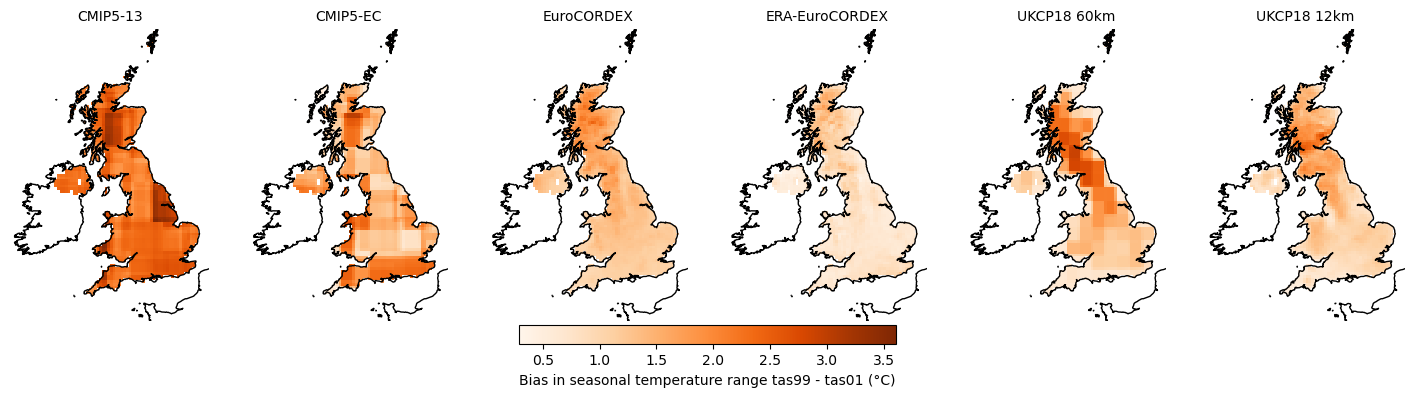 CMIP5-13
CMIP5-EC
EuroCORDEX
ERA-EuroCORDEX
UKCP18 60km
UKCP18 12km
0.5 1.0 1.5 2.0 2.5 3.0 3.5
Bias in seasonal temperature range tas99 - tas01 (°C)